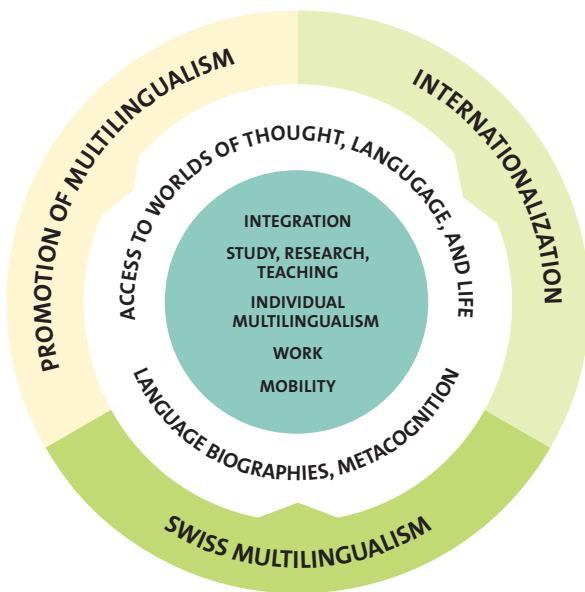 PROMOTION OF MULTILINGUALISM
INTERNATIONALIZATION
ACCESS TO WORLDS OF THOUGHT, LANGUGAGE, AND LIFE
INTEGRATION
STUDY, RESEARCH,
TEACHING
INDIVIDUAL
MULTILINGUALISM
WORK
MOBILITY
LANGUAGE BIOGRAPHIES, METACOGNITION
SWISS MULTILINGUALISM